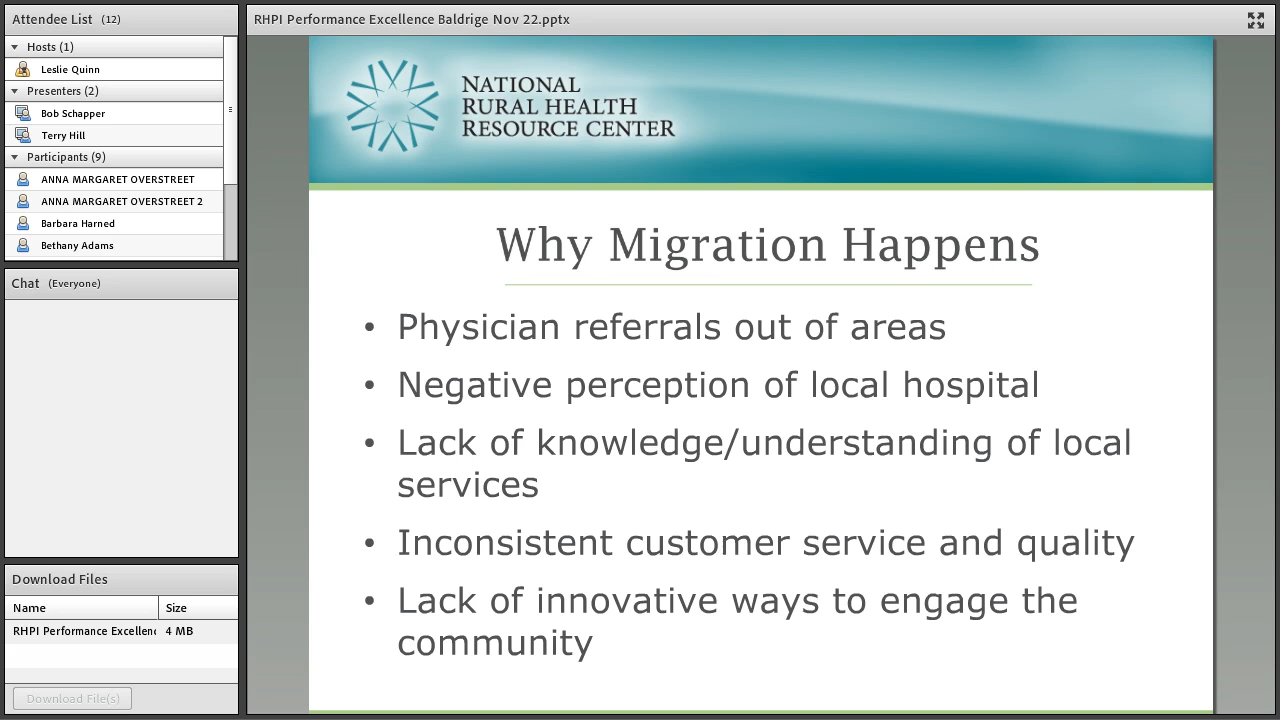 Attendee List (12)
Hosts (1)
Leslie Quinn
Presenters (2)
Bob Schapper
Terry Hill
Participants (9)
ANNA MARGARET OVERSTREET
ANNA MARGARET OVERSTREET 2
Barbara Harned
Bethany Adams
Chat (Everyone)
Download Files
Name Size
RHPI Performance Excellen 4 MB
Download File(s)
RHPI Performance Excellence Baldrige Nov 22.pptx
NATIONAL
RURAL HEALTH
RESOURCE CENTER
Why Migration Happens
• Physician referrals out of areas
• Negative perception of local hospital
• Lack of knowledge/understanding of local
services
• Inconsistent customer service and quality
• Lack of innovative ways to engage the
community